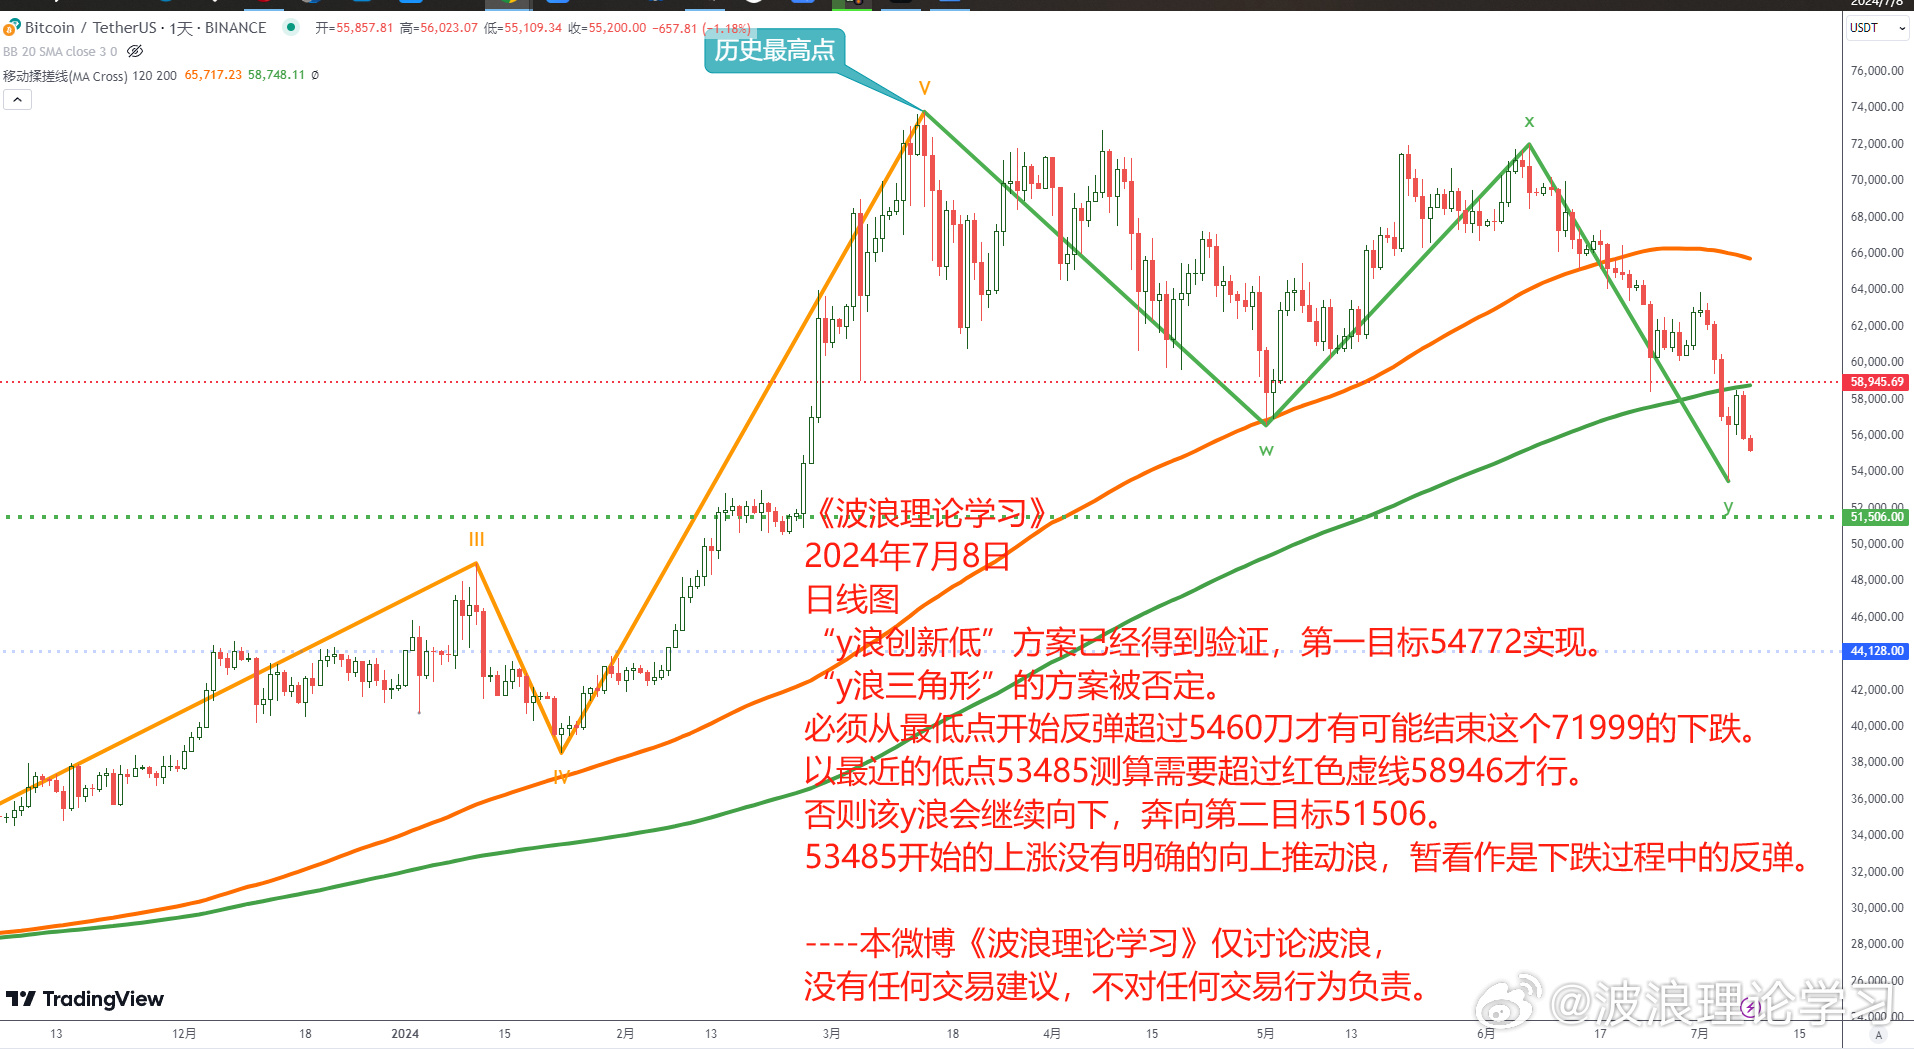 2024/7/8
Bitcoin / TetherUS · 1天 · BINANCE 开=55,857.81 高=56,023.07 低=55,109.34 收=55,200.00 −657.81 (−1.18%)
USDT
BB 20 SMA close 3 0
历史最高点
移动揉搓线(MA Cross) 120 200 65,717.23 58,748.11 ∅
76,000.00
V
74,000.00
x
72,000.00
70,000.00
68,000.00
66,000.00
64,000.00
62,000.00
60,000.00
58,945.69
58,000.00
56,000.00
w
54,000.00
52,000.00
y
51,506.00
《波浪理论学习》
III
50,000.00
2024年7月8日
48,000.00
日线图
46,000.00
“y浪创新低”方案已经得到验证，第一目标54772实现。
44,128.00
“y浪三角形”的方案被否定。
42,000.00
必须从最低点开始反弹超过5460刀才有可能结束这个71999的下跌。
40,000.00
38,000.00
IV
以最近的低点53485测算需要超过红色虚线58946才行。
36,000.00
否则该y浪会继续向下，奔向第二目标51506。
34,000.00
53485开始的上涨没有明确的向上推动浪，暂看作是下跌过程中的反弹。
32,000.00
30,000.00
----本微博《波浪理论学习》仅讨论波浪，
28,000.00
没有任何交易建议，不对任何交易行为负责。
26,000.00
TradingView
@波浪理论学习
24,000.00
13 12月 18 2024 15 2月 13 3月 18 4月 15 5月 13 6月 17 7月 15
A